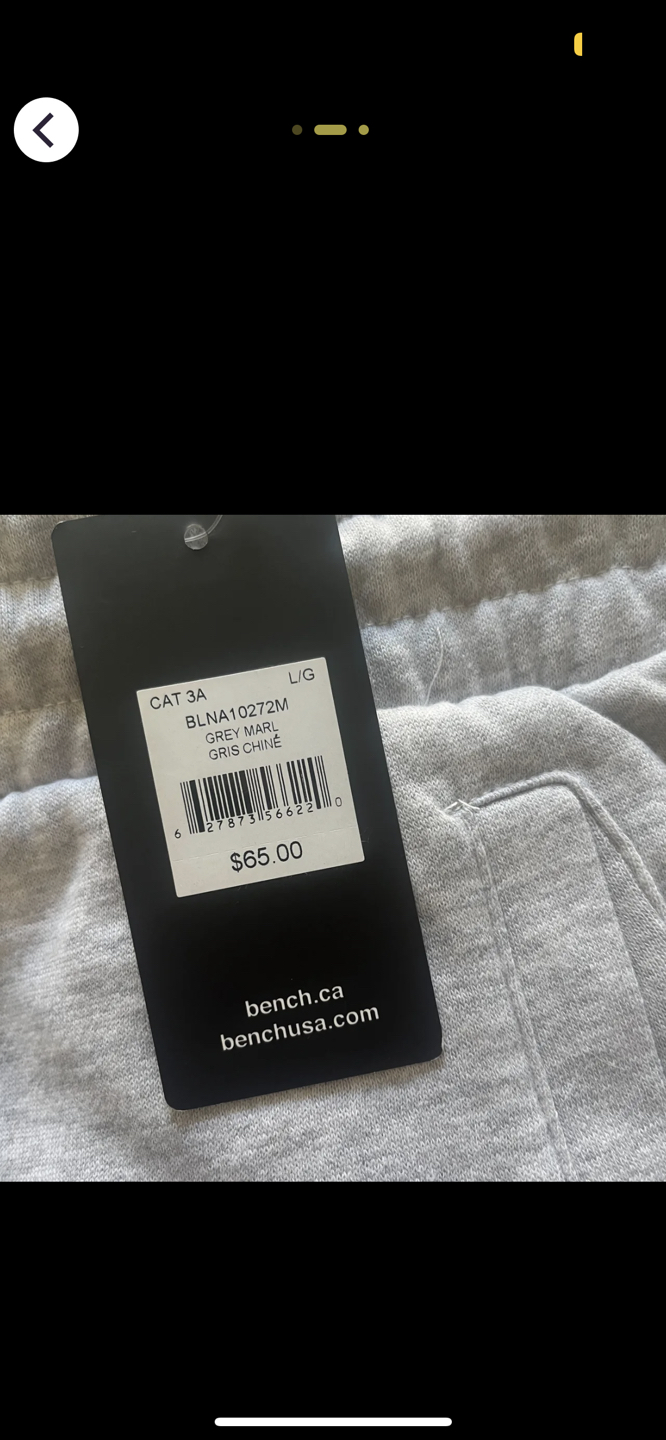 CAT 3A L/G
BLNA10272M
GREY MARL
GRIS CHINÉ
6 27873 56622 0
$65.00
bench.ca
benchusa.com